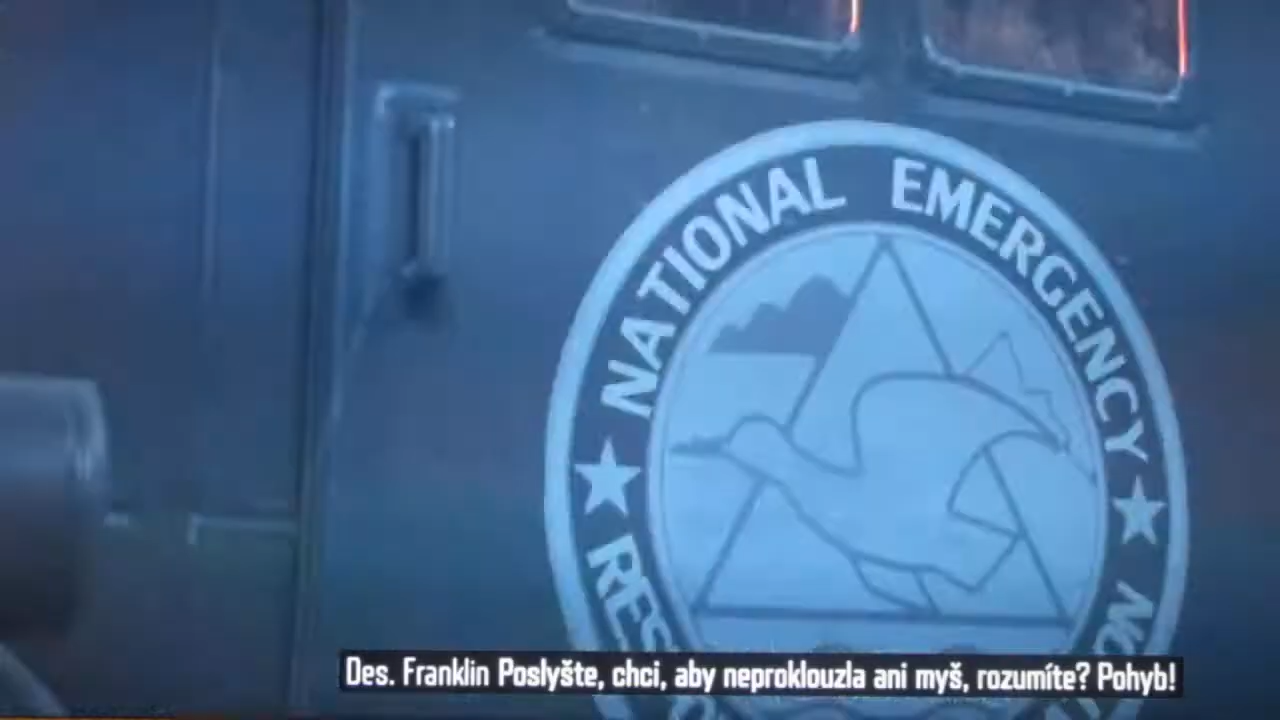 NATIONAL EMERGENCY
Des. Franklin Poslyšte, chci, aby neproklouzla ani myš, rozumíte? Pohyb!